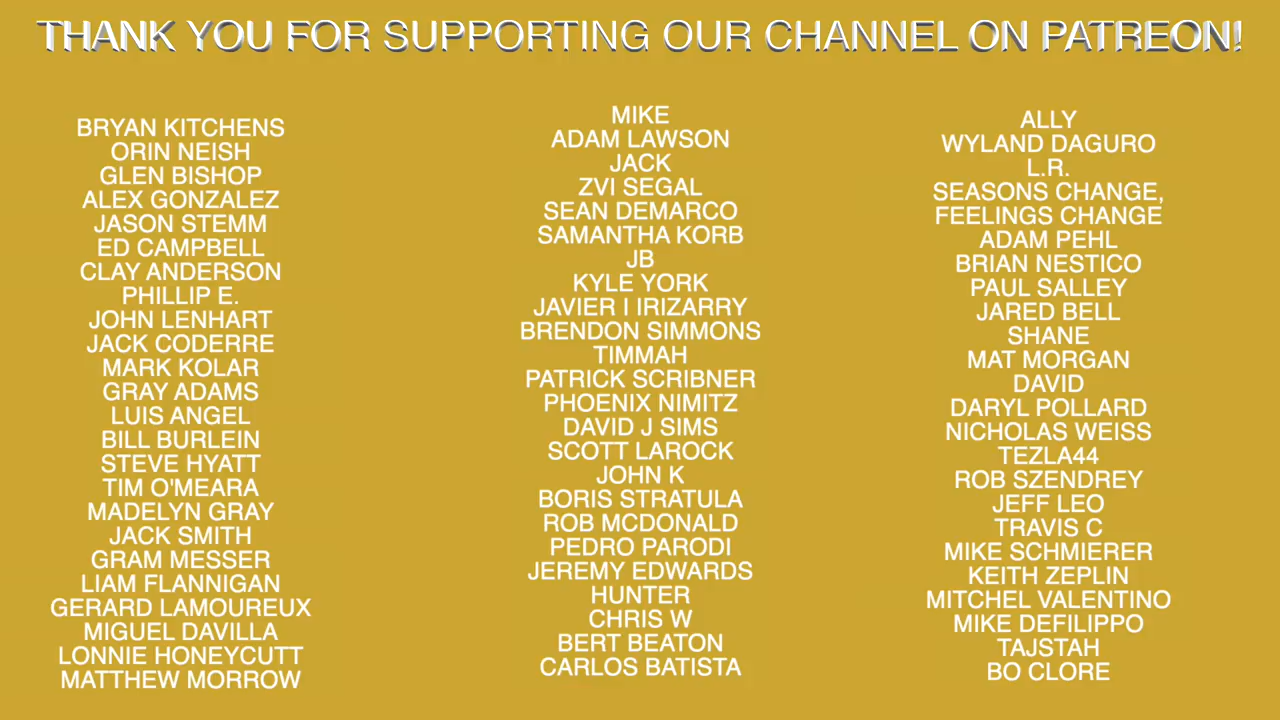 THANK YOU FOR SUPPORTING OUR CHANNEL ON PATREON!
BRYAN KITCHENS
ORIN NEISH
GLEN BISHOP
ALEX GONZALEZ
JASON STEMM
ED CAMPBELL
CLAY ANDERSON
PHILLIP E.
JOHN LENHART
JACK CODERRE
MARK KOLAR
GRAY ADAMS
LUIS ANGEL
BILL BURLEIN
STEVE HYATT
TIM O'MEARA
MADELYN GRAY
JACK SMITH
GRAM MESSER
LIAM FLANNIGAN
GERARD LAMOUREUX
MIGUEL DAVILLA
LONNIE HONEYCUTT
MATTHEW MORROW
MIKE
ADAM LAWSON
JACK
ZVI SEGAL
SEAN DEMARCO
SAMANTHA KORB
JB
KYLE YORK
JAVIER I IRIZARRY
BRENDON SIMMONS
TIMMAH
PATRICK SCRIBNER
PHOENIX NIMITZ
DAVID J SIMS
SCOTT LAROCK
JOHN K
BORIS STRATULA
ROB MCDONALD
PEDRO PARODI
JEREMY EDWARDS
HUNTER
CHRIS W
BERT BEATON
CARLOS BATISTA
ALLY
WYLAND DAGURO
L.R.
SEASONS CHANGE,
FEELINGS CHANGE
ADAM PEHL
BRIAN NESTICO
PAUL SALLEY
JARED BELL
SHANE
MAT MORGAN
DAVID
DARYL POLLARD
NICHOLAS WEISS
TEZLA44
ROB SZENDREY
JEFF LEO
TRAVIS C
MIKE SCHMIERER
KEITH ZEPLIN
MITCHEL VALENTINO
MIKE DEFILIPPO
TAJSTAH
BO CLORE